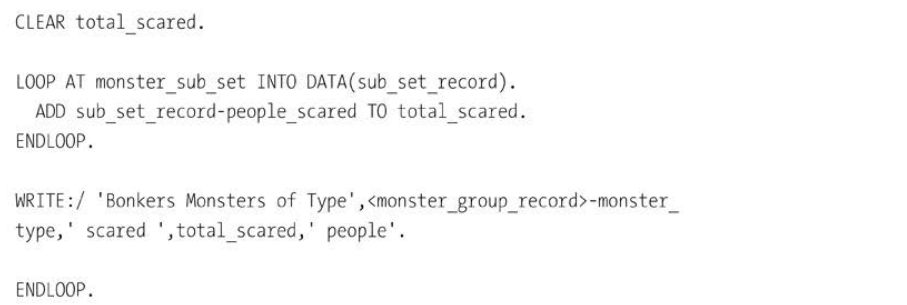 CLEAR total_scared.
LOOP AT monster_sub_set INTO DATA(sub_set_record).
ADD sub_set_record-people_scared TO total_scared.
ENDLOOP.
WRITE:/ 'Bonkers Monsters of Type',<monster_group_record>-monster_
type,' scared ',total_scared,' people'.
ENDLOOP.